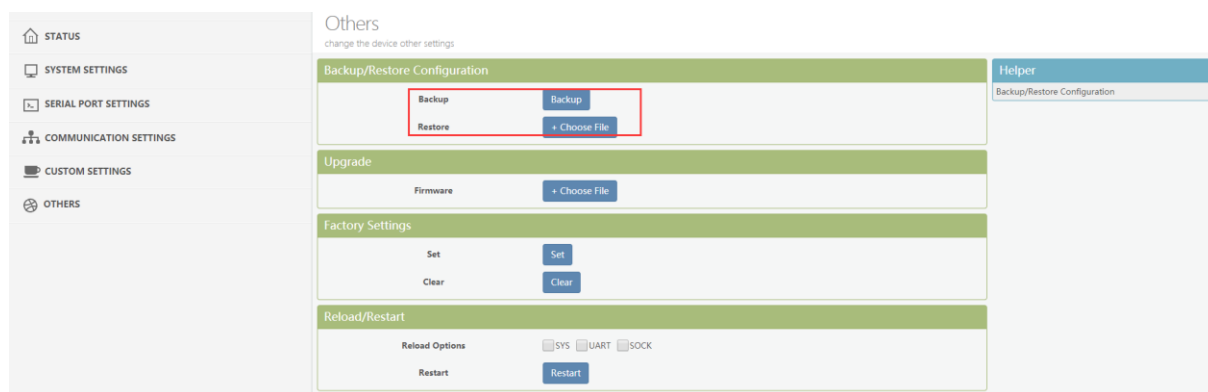 STATUS
SYSTEM SETTINGS
SERIAL PORT SETTINGS
COMMUNICATION SETTINGS
CUSTOM SETTINGS
OTHERS
Others
change the device other settings
Backup/Restore Configuration
Backup Backup
Restore + Choose File
Upgrade
Firmware + Choose File
Factory Settings
Set Set
Clear Clear
Reload/Restart
Reload Options SYS UART SOCK
Restart Restart
Helper
Backup/Restore Configuration